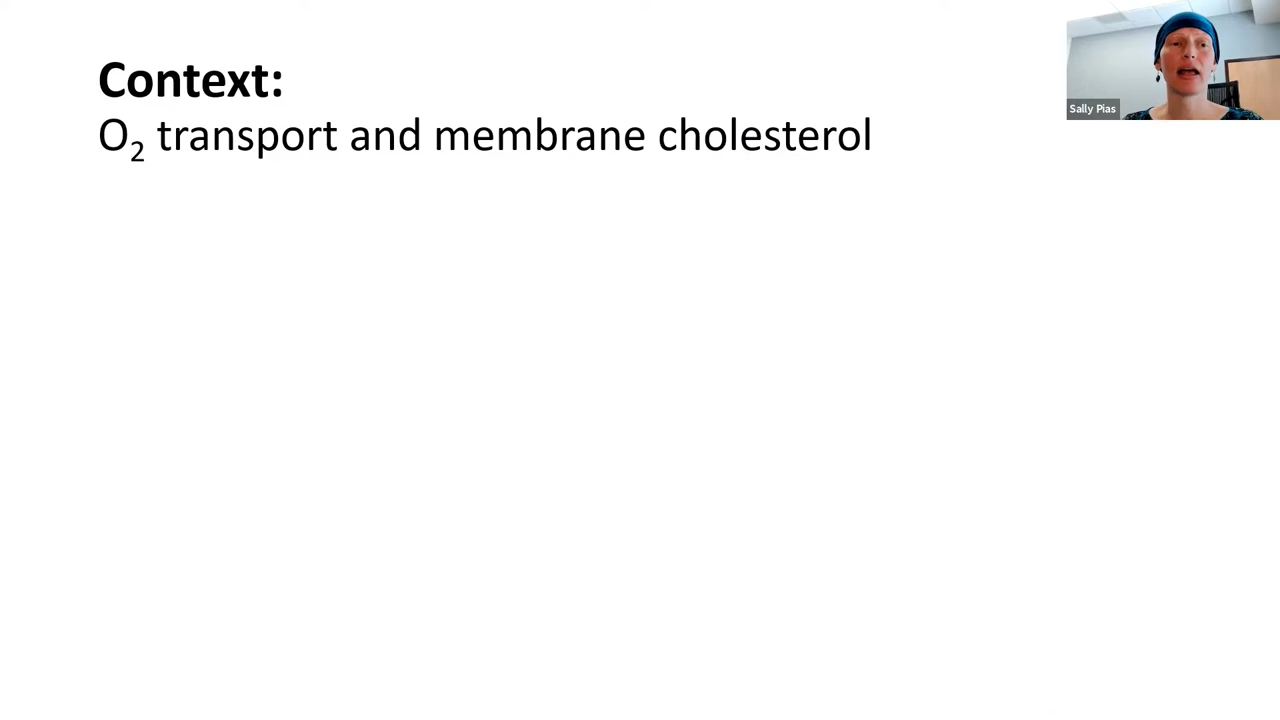 Context:
O₂ transport and membrane cholesterol
Sally Pias